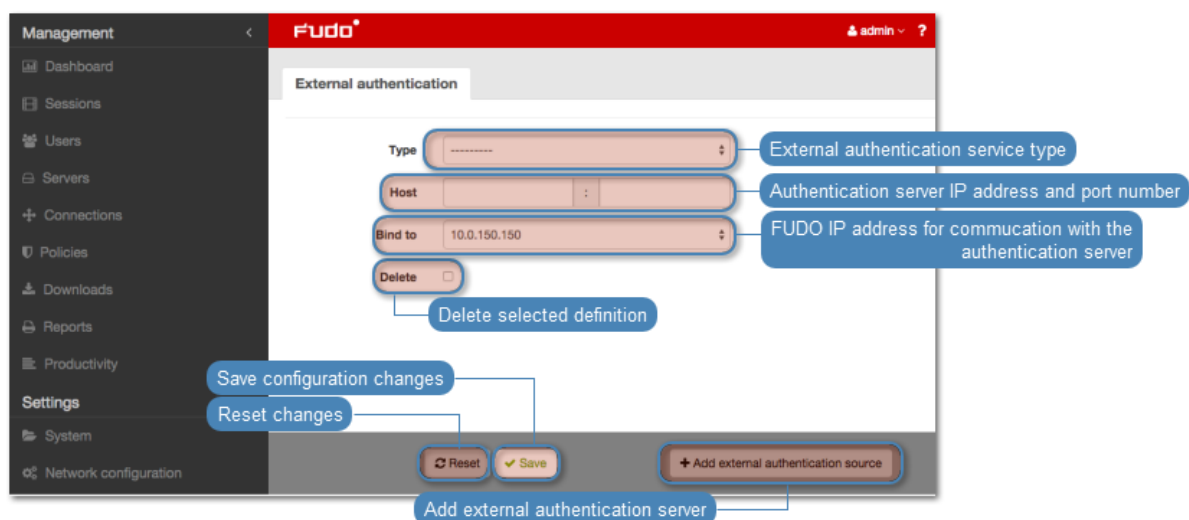 Management
Fudo
admin
?
Dashboard
External authentication
Sessions
Users
Type
---------
External authentication service type
Servers
Host
:
Authentication server IP address and port number
Connections
Bind to
10.0.150.150
FUDO IP address for commucation with the
authentication server
Policies
Delete
Downloads
Delete selected definition
Reports
Productivity
Save configuration changes
Settings
Reset changes
System
Reset
Save
Add external authentication source
Network configuration
Add external authentication server